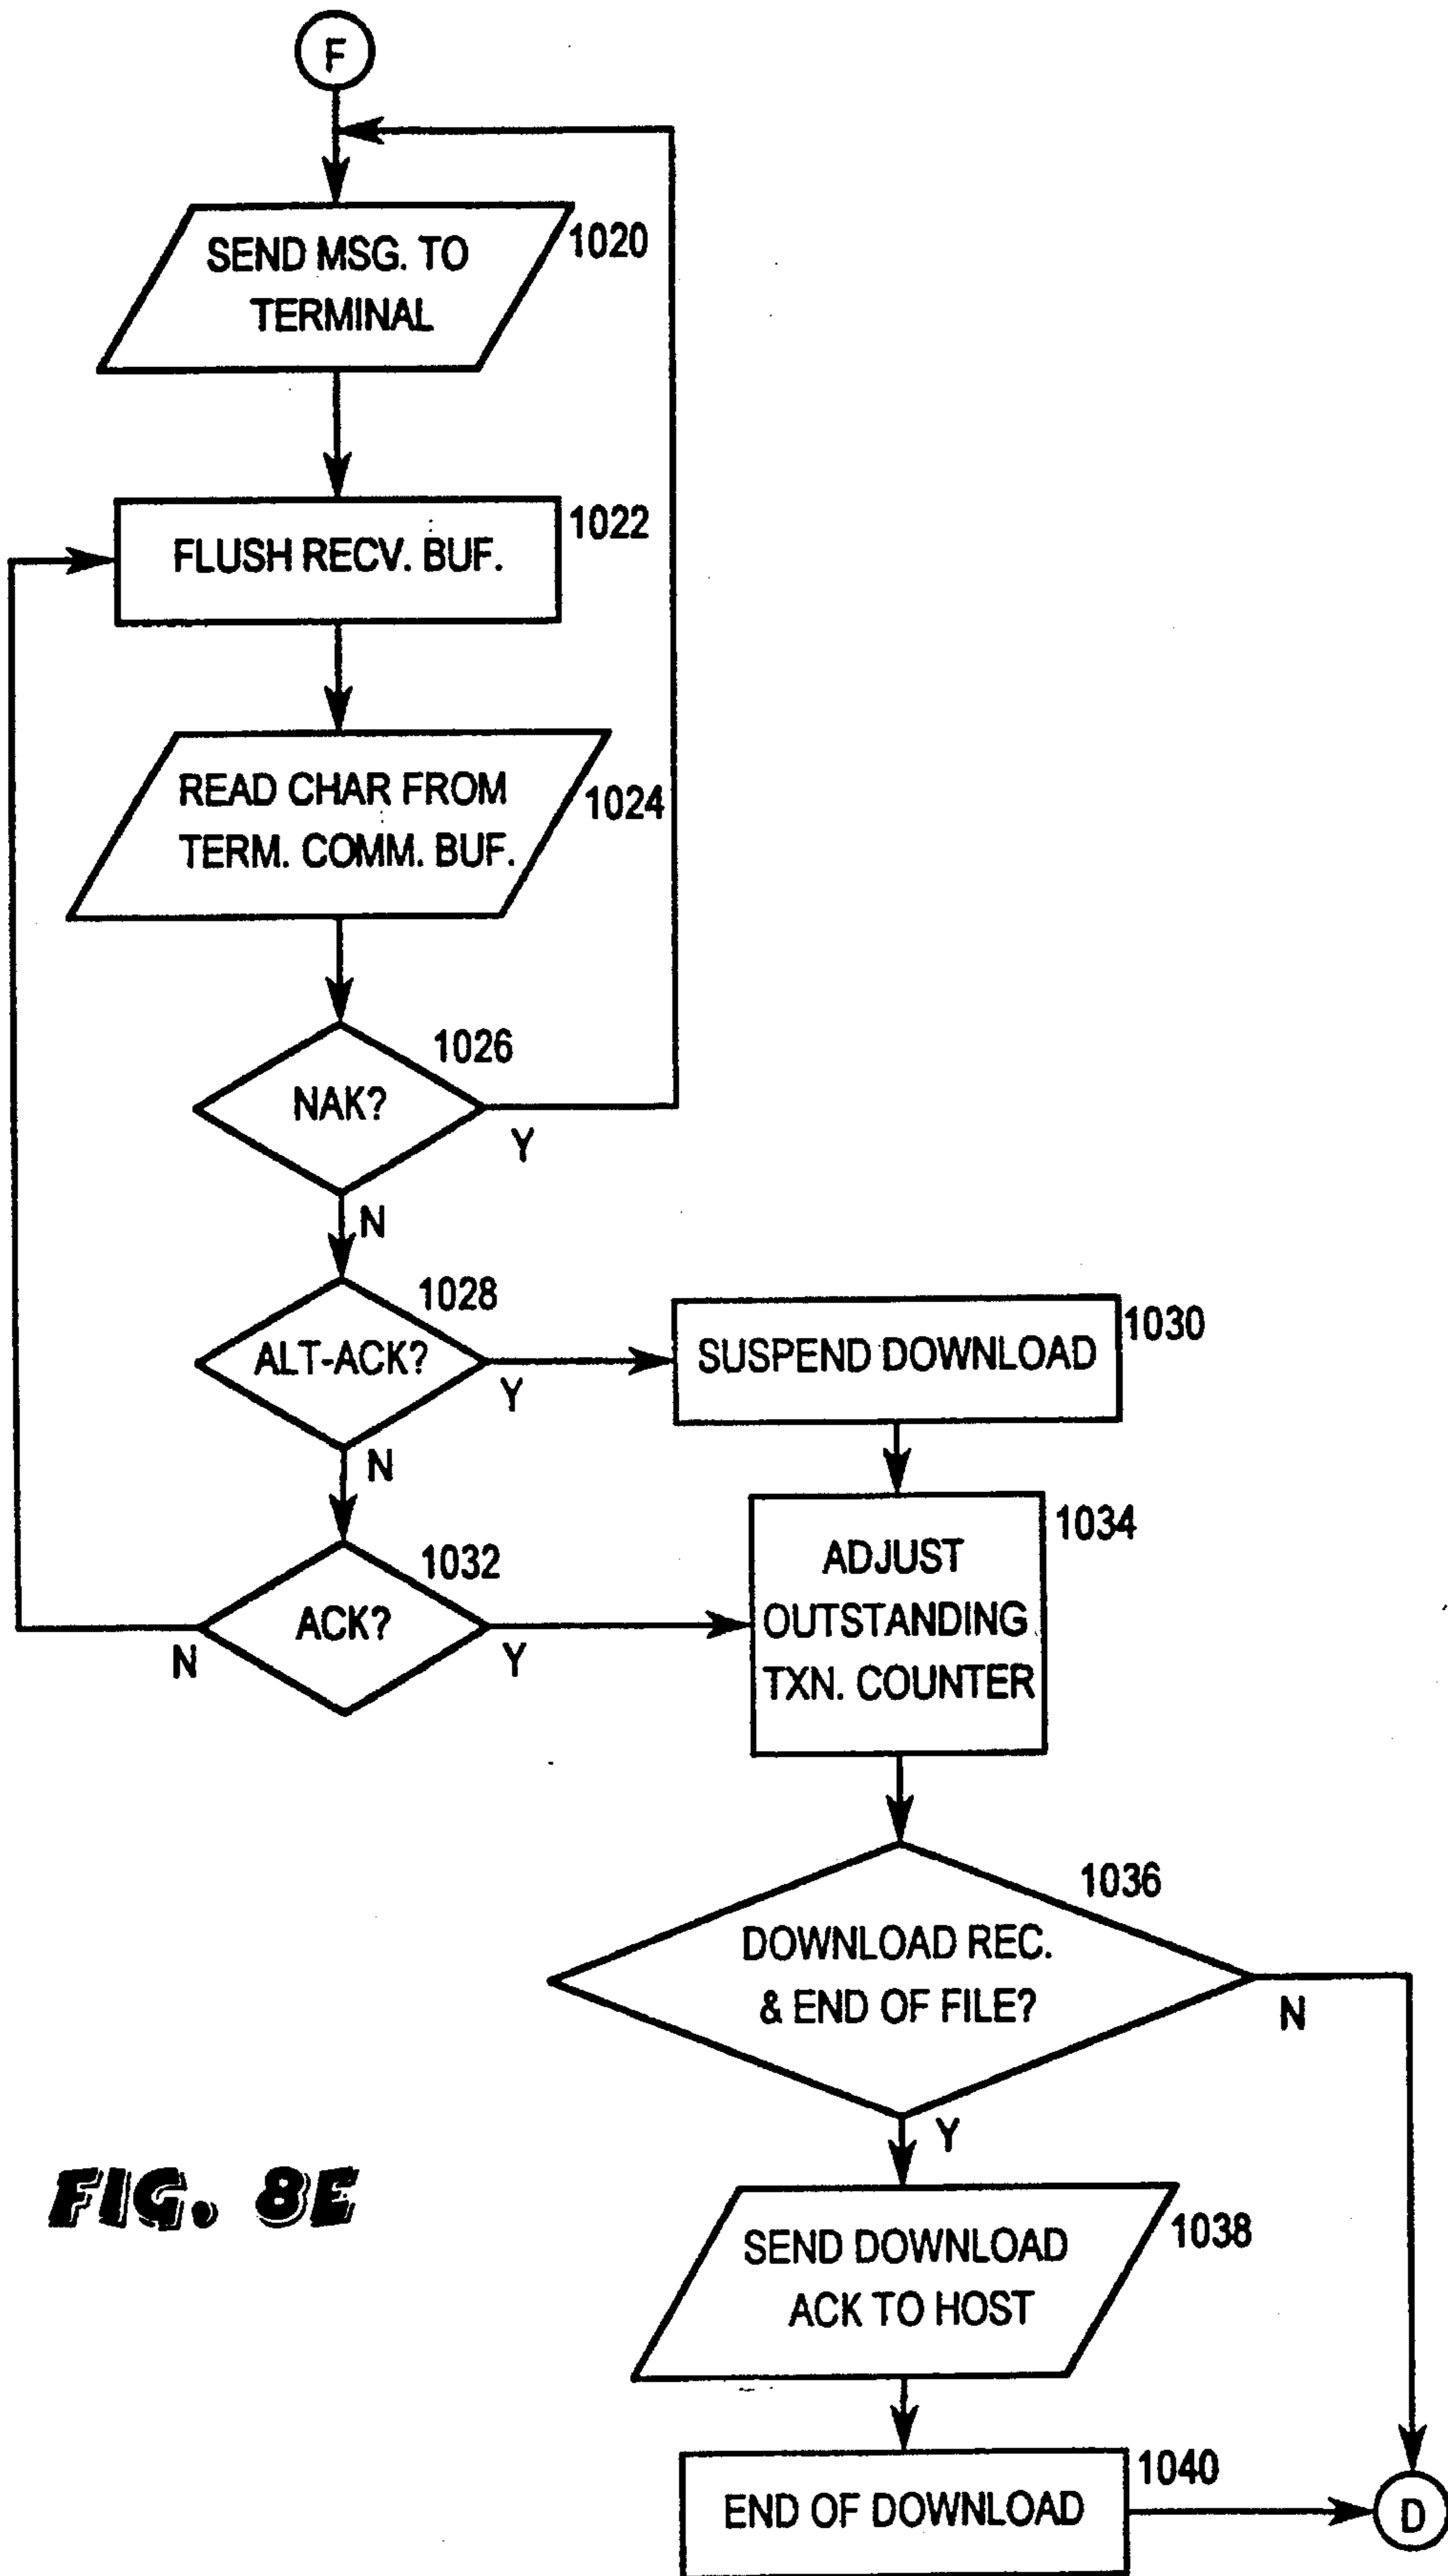 F
SEND MSG. TO
TERMINAL
1020
FLUSH RECV. BUF.
1022
READ CHAR FROM
TERM. COMM. BUF.
1024
NAK?
1026
Y
N
ALT-ACK?
1028
Y
N
SUSPEND DOWNLOAD
1030
ACK?
1032
N
Y
ADJUST
OUTSTANDING
TXN. COUNTER
1034
DOWNLOAD REC.
& END OF FILE?
1036
N
Y
SEND DOWNLOAD
ACK TO HOST
1038
END OF DOWNLOAD
1040
D
FIG. 8E